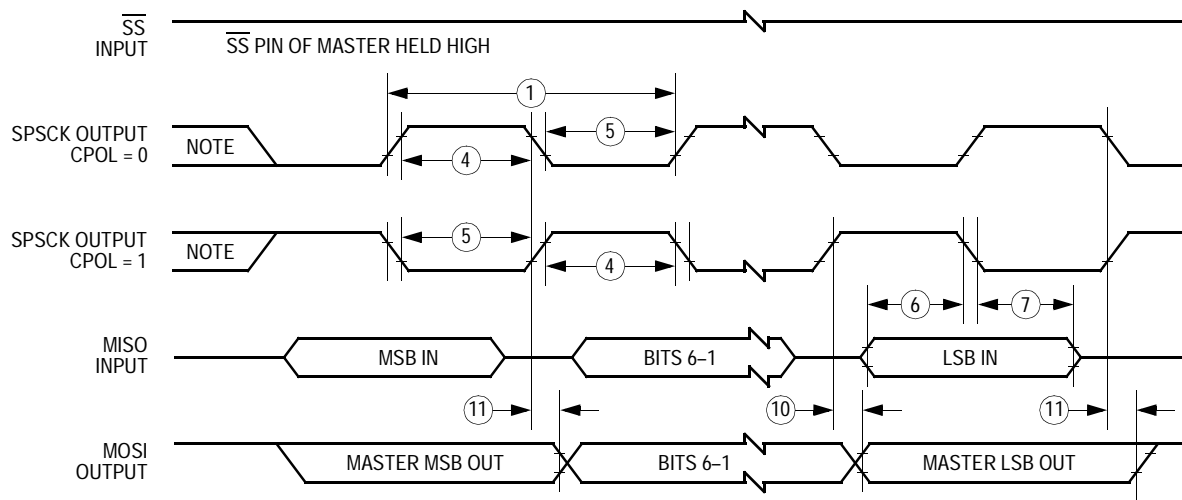 SS
INPUT
SS PIN OF MASTER HELD HIGH
1
SPSCK OUTPUT
CPOL = 0
NOTE
5
4
SPSCK OUTPUT
CPOL = 1
NOTE
5
4
6
7
MISO
INPUT
MSB IN
BITS 6–1
LSB IN
11
10
11
MOSI
OUTPUT
MASTER MSB OUT
BITS 6–1
MASTER LSB OUT